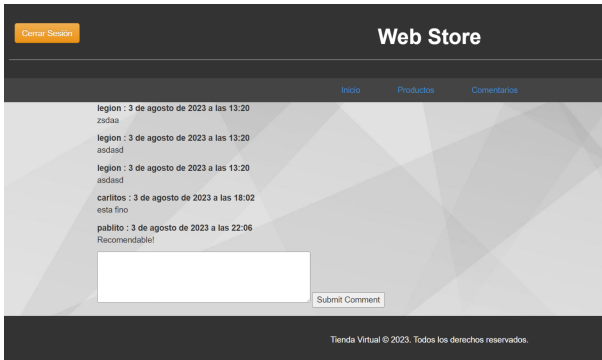 Cerrar Sesión
Web Store
Inicio Productos Comentarios
legion : 3 de agosto de 2023 a las 13:20
zsdaa
legion : 3 de agosto de 2023 a las 13:20
asdasd
legion : 3 de agosto de 2023 a las 13:20
asdasd
carlitos : 3 de agosto de 2023 a las 18:02
esta fino
pablito : 3 de agosto de 2023 a las 22:06
Recomendable!
Submit Comment
Tienda Virtual © 2023. Todos los derechos reservados.